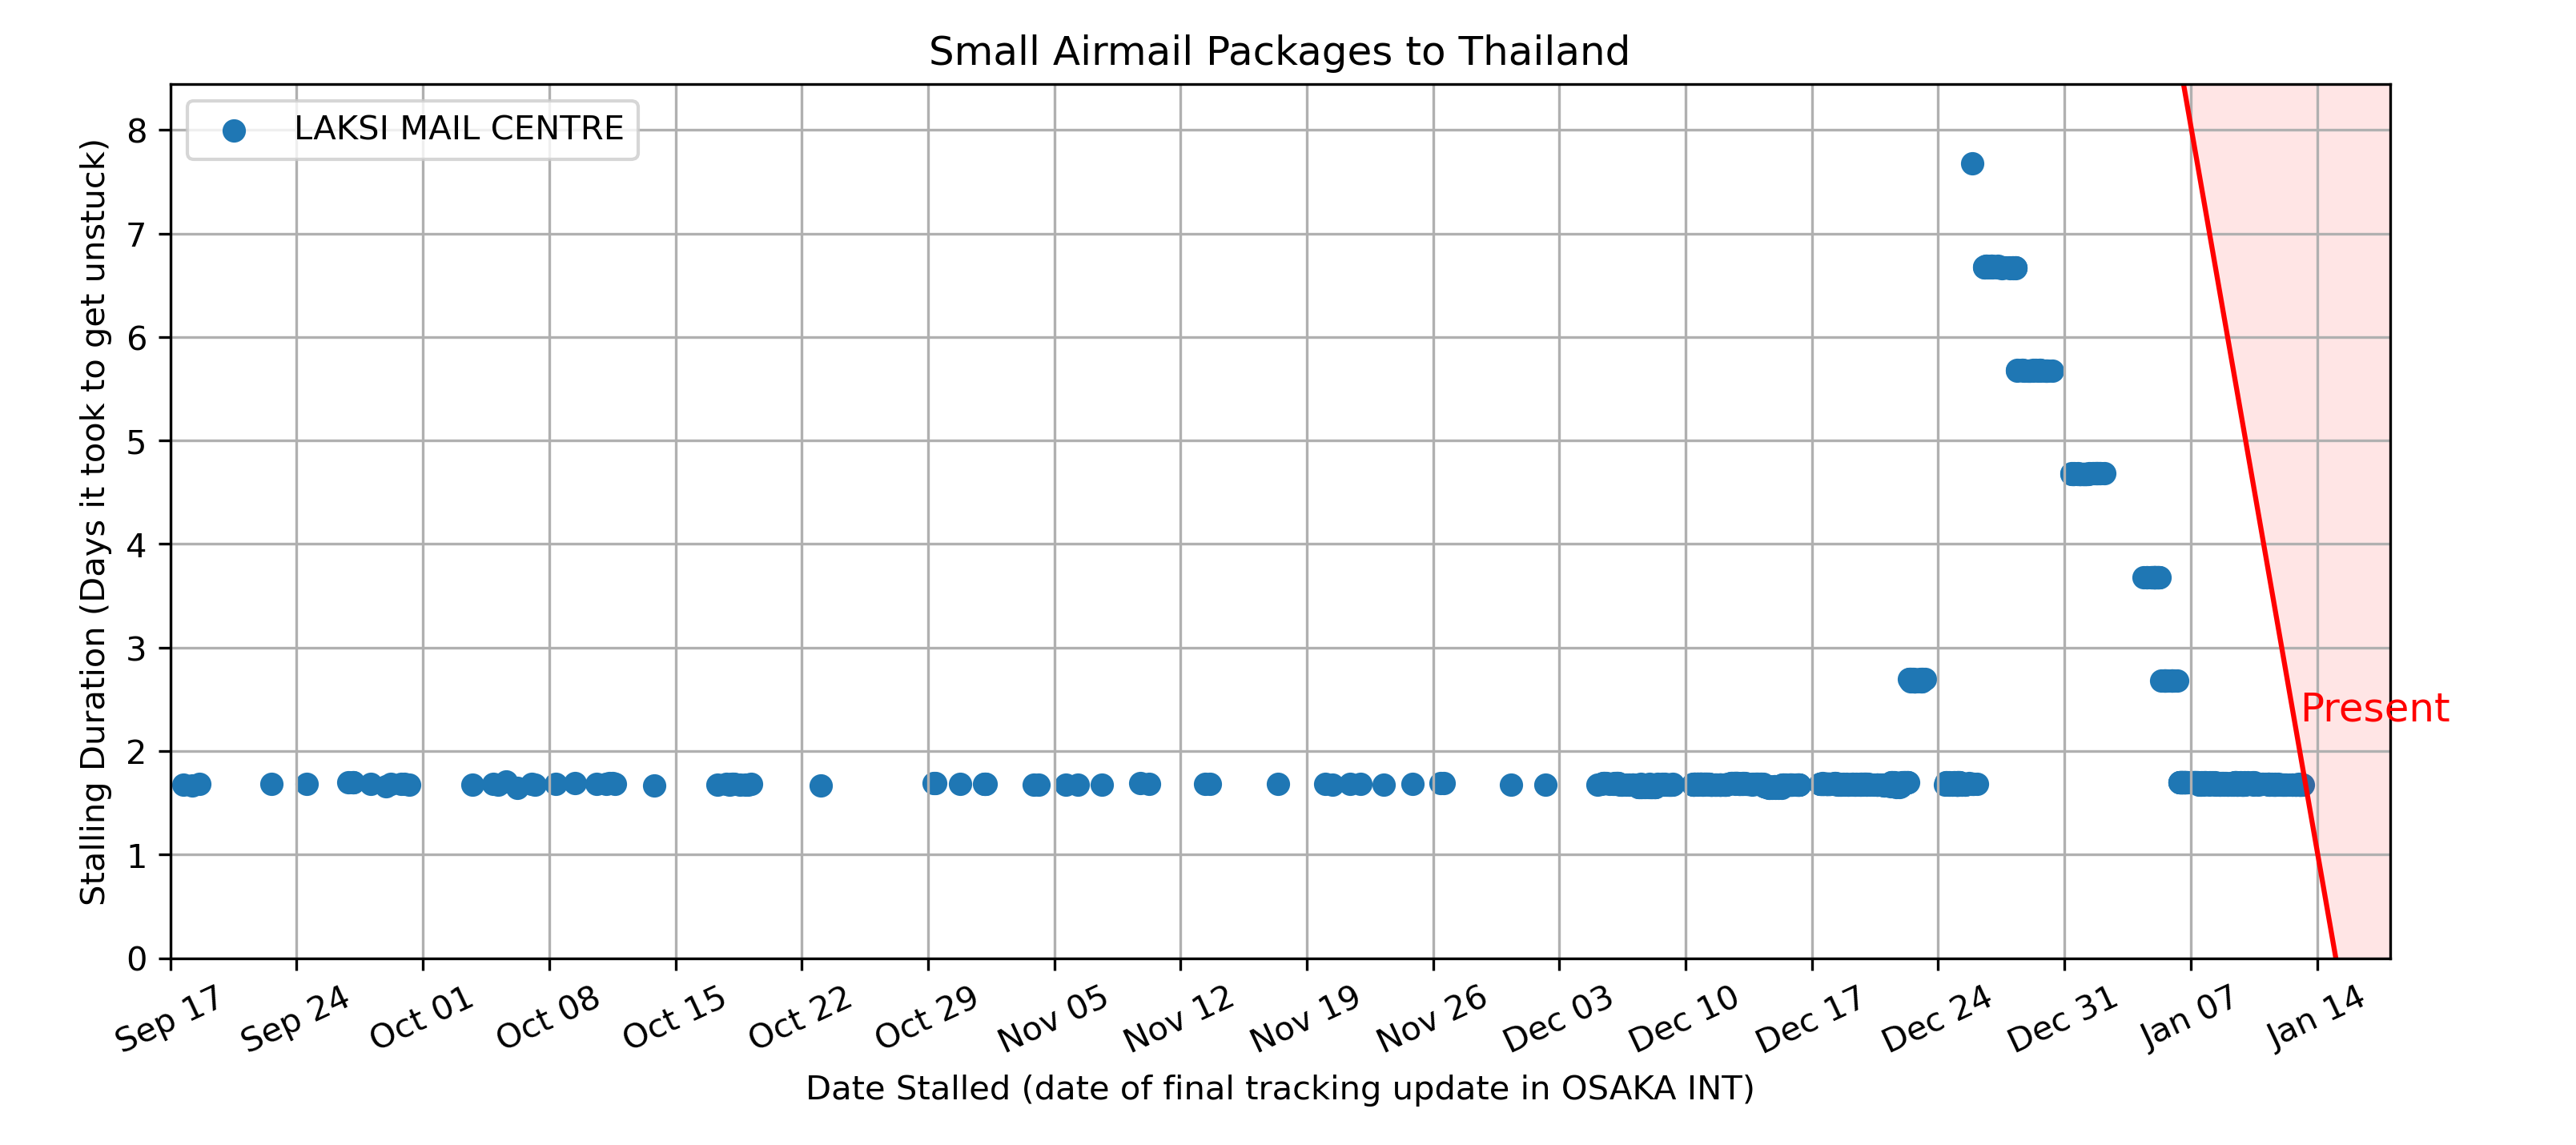 Small Airmail Packages to Thailand
LAKSI MAIL CENTRE
Stalling Duration (Days it took to get unstuck)
8
7
6
5
4
3
2
1
0
Present
Sep 17 Sep 24 Oct 01 Oct 08 Oct 15 Oct 22 Oct 29 Nov 05 Nov 12 Nov 19 Nov 26 Dec 03 Dec 10 Dec 17 Dec 24 Dec 31 Jan 07 Jan 14
Date Stalled (date of final tracking update in OSAKA INT)